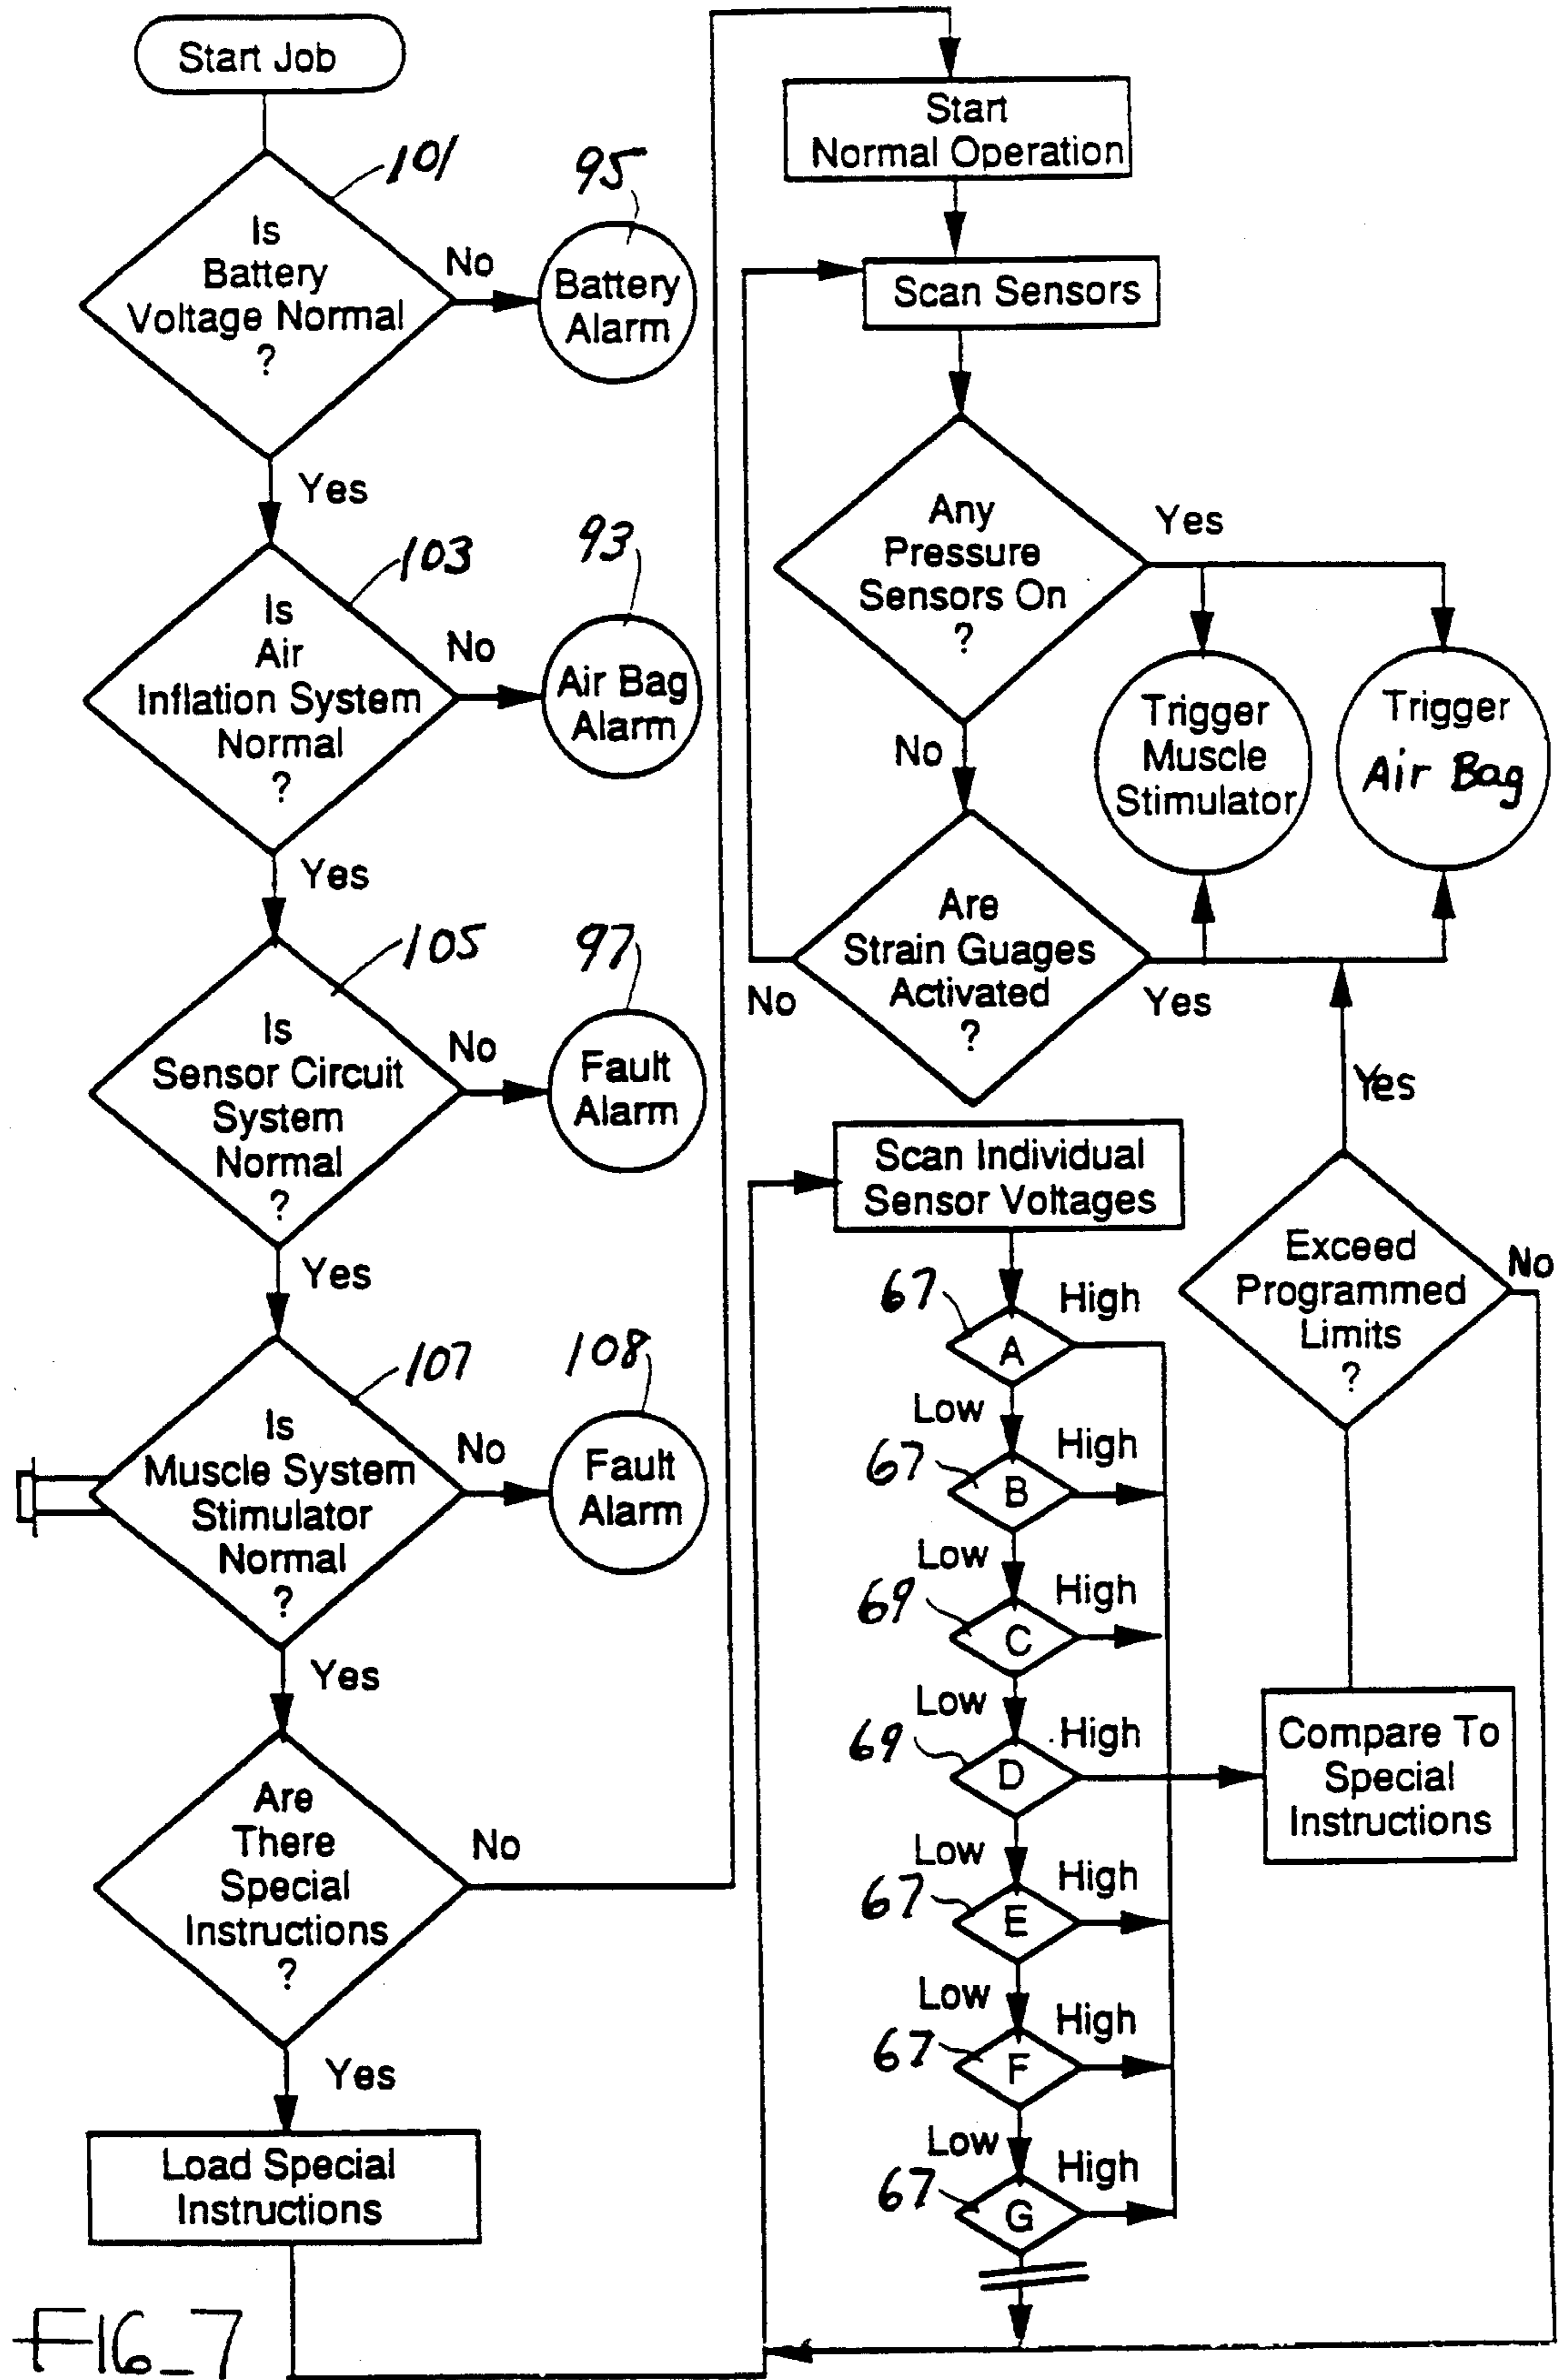 Start Job
101
Is
Battery
Voltage Normal
?
No
95
Battery
Alarm
Yes
103
Is
Air
Inflation System
Normal
?
No
93
Air Bag
Alarm
Yes
105
Is
Sensor Circuit
System
Normal
?
No
97
Fault
Alarm
Yes
107
Is
Muscle System
Stimulator
Normal
?
No
108
Fault
Alarm
Yes
Are
There
Special
Instructions
?
No
Yes
Load Special
Instructions
Start
Normal Operation
Scan Sensors
Any
Pressure
Sensors On
?
Yes
No
Trigger
Muscle
Stimulator
Trigger
Air Bag
Are
Strain Guages
Activated
?
No
Yes
Scan Individual
Sensor Voltages
67
A
High
Low
67
B
High
Low
69
C
High
Low
69
D
High
Low
67
E
High
Low
67
F
High
Low
67
G
High
Yes
Exceed
Programmed
Limits
?
No
Compare To
Special
Instructions
FIG_7